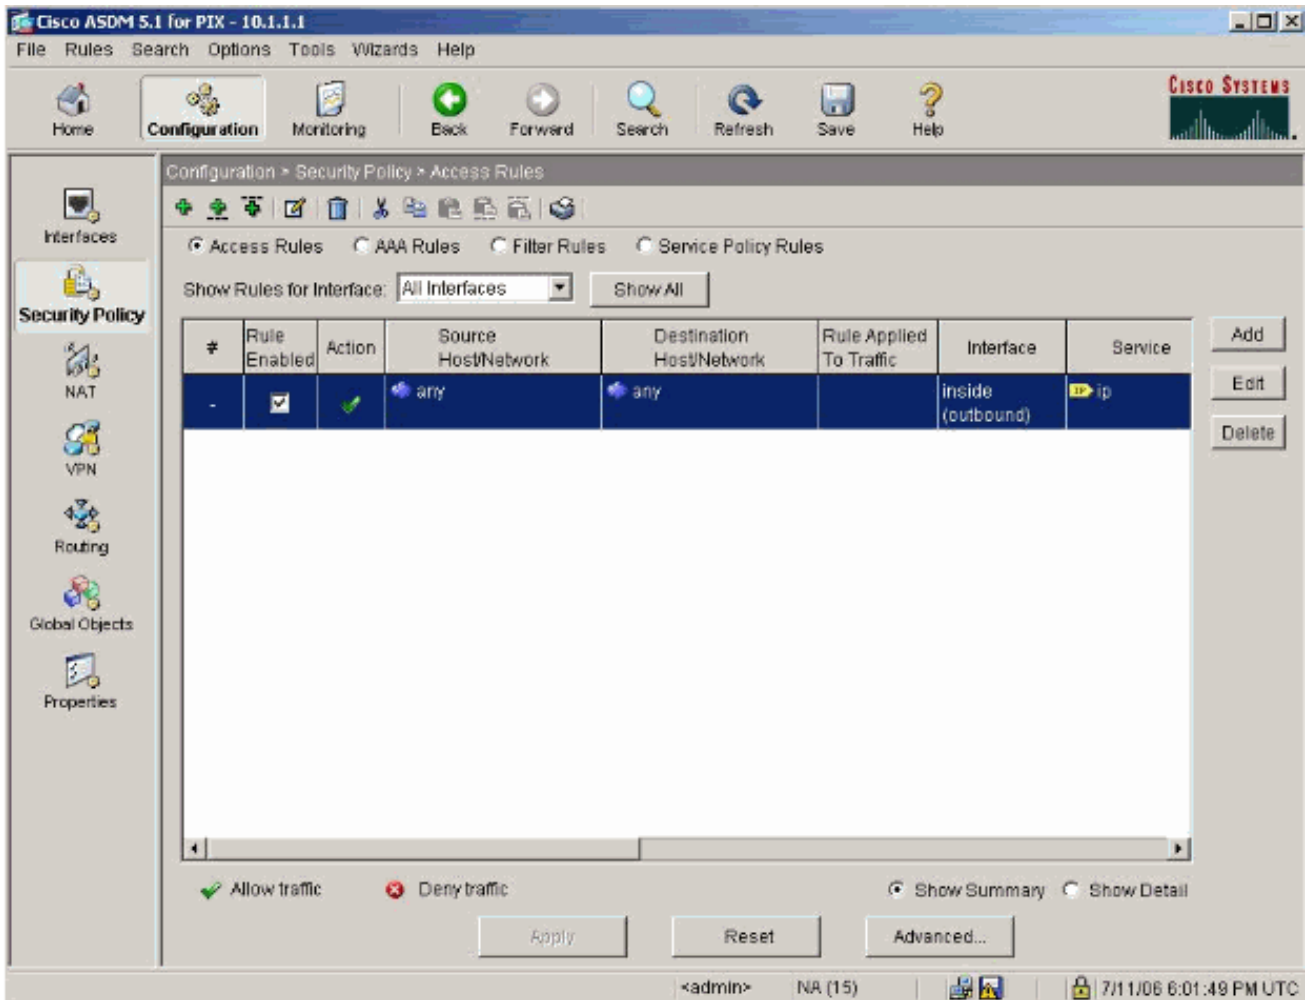 Cisco ASDM 5.1 for PIX - 10.1.1.1
File Rules Search Options Tools Wizards Help
Home Configuration Monitoring Back Forward Search Refresh Save Help
CISCO SYSTEMS
Configuration > Security Policy > Access Rules
Interfaces
Security Policy
NAT
VPN
Routing
Global Objects
Properties
Access Rules AAA Rules Filter Rules Service Policy Rules
Show Rules for Interface: All Interfaces Show All
# Rule Enabled Action Source Host/Network Destination Host/Network Rule Applied To Traffic Interface Service
- any any inside (outbound) IP ip
Add
Edit
Delete
Allow traffic Deny traffic Show Summary Show Detail
Apply Reset Advanced...
<admin> NA (15) 7/11/06 6:01:49 PM UTC